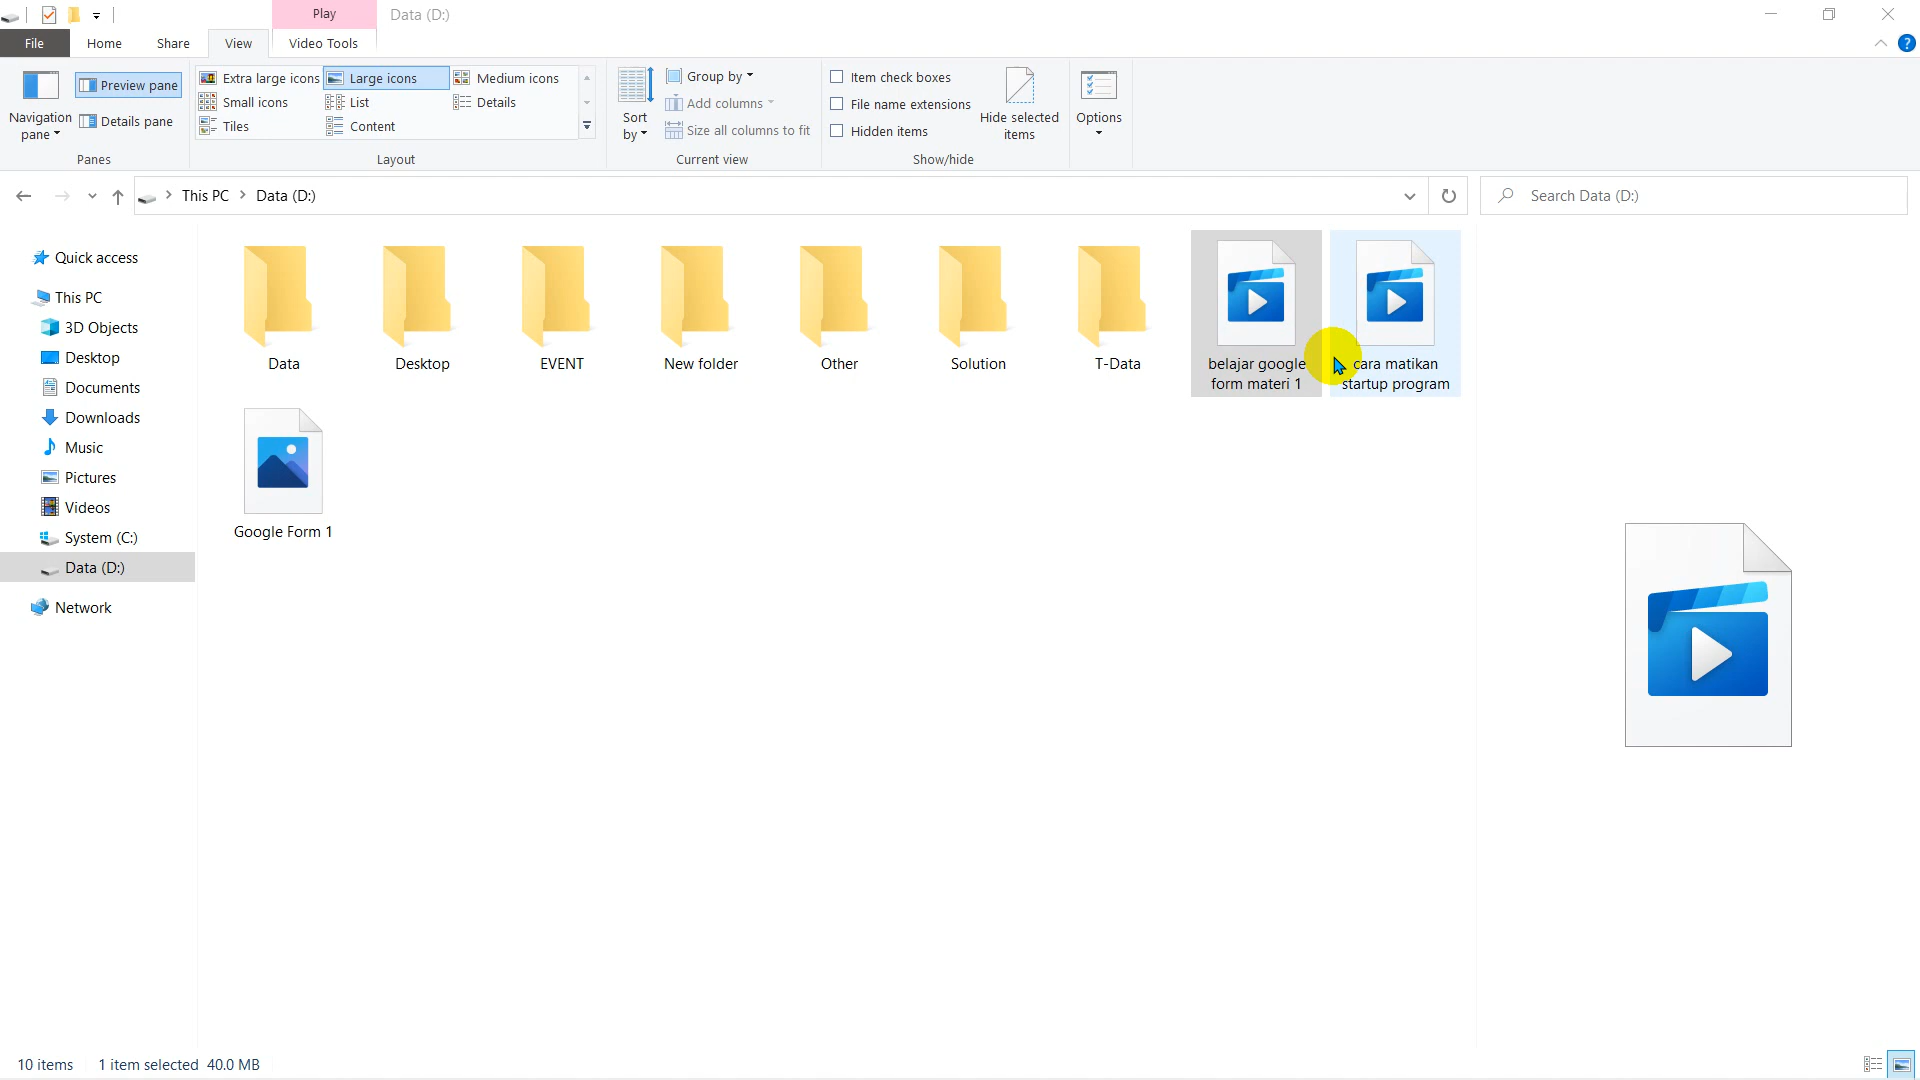 Play
Data (D:)
File
Home
Share
View
Video Tools
?
Navigation pane
Preview pane
Details pane
Panes
Extra large icons
Large icons
Medium icons
Small icons
List
Details
Tiles
Content
Layout
Sort by
Group by
Add columns
Size all columns to fit
Current view
Item check boxes
File name extensions
Hidden items
Hide selected items
Show/hide
Options
This PC > Data (D:)
Search Data (D:)
Quick access
This PC
3D Objects
Desktop
Documents
Downloads
Music
Pictures
Videos
System (C:)
Data (D:)
Network
Data
Desktop
EVENT
New folder
Other
Solution
T-Data
belajar google
form materi 1
cara matikan
startup program
Google Form 1
10 items
1 item selected 40.0 MB